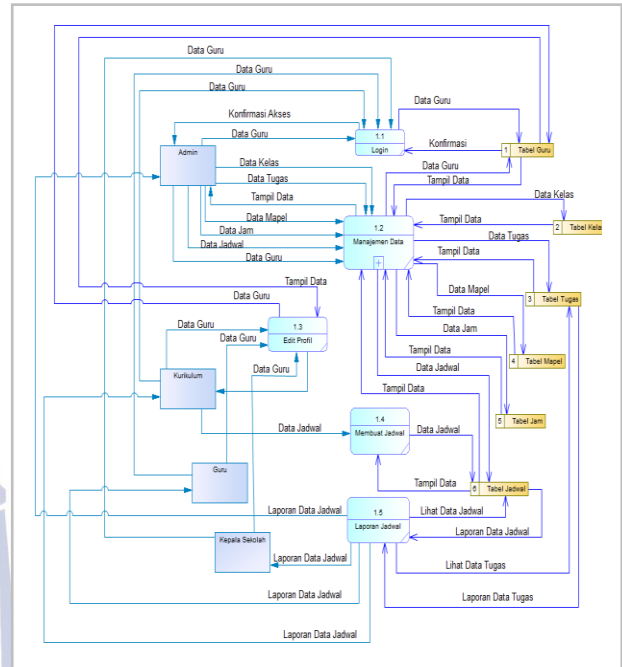 Data Guru
Data Guru
Data Guru
Konfirmasi Akses
Data Guru
Data Guru
1.1
Login
Konfirmasi
1 Tabel Guru
Admin
Data Kelas
Data Guru
Data Tugas
Tampil Data
Tampil Data
Data Kelas
Data Mapel
1.2
Manajemen Data
+
Tampil Data
2 Tabel Kela
Data Jam
Data Tugas
Data Jadwal
Tampil Data
Data Guru
Tampil Data
Data Mapel
3 Tabel Tugas
Data Guru
1.3
Edit Profil
Tampil Data
Data Guru
Data Guru
Data Jam
Tampil Data
4 Tabel Mapel
Kurikulum
Data Guru
Data Jadwal
Tampil Data
1.4
Membuat Jadwal
5 Tabel Jam
Data Jadwal
Data Jadwal
Guru
Tampil Data
6 Tabel Jadwal
Laporan Data Jadwal
1.5
Laporan Jadwal
Lihat Data Jadwal
Laporan Data Jadwal
Kepala Sekolah
Laporan Data Jadwal
Lihat Data Tugas
Laporan Data Jadwal
Laporan Data Tugas
Laporan Data Jadwal